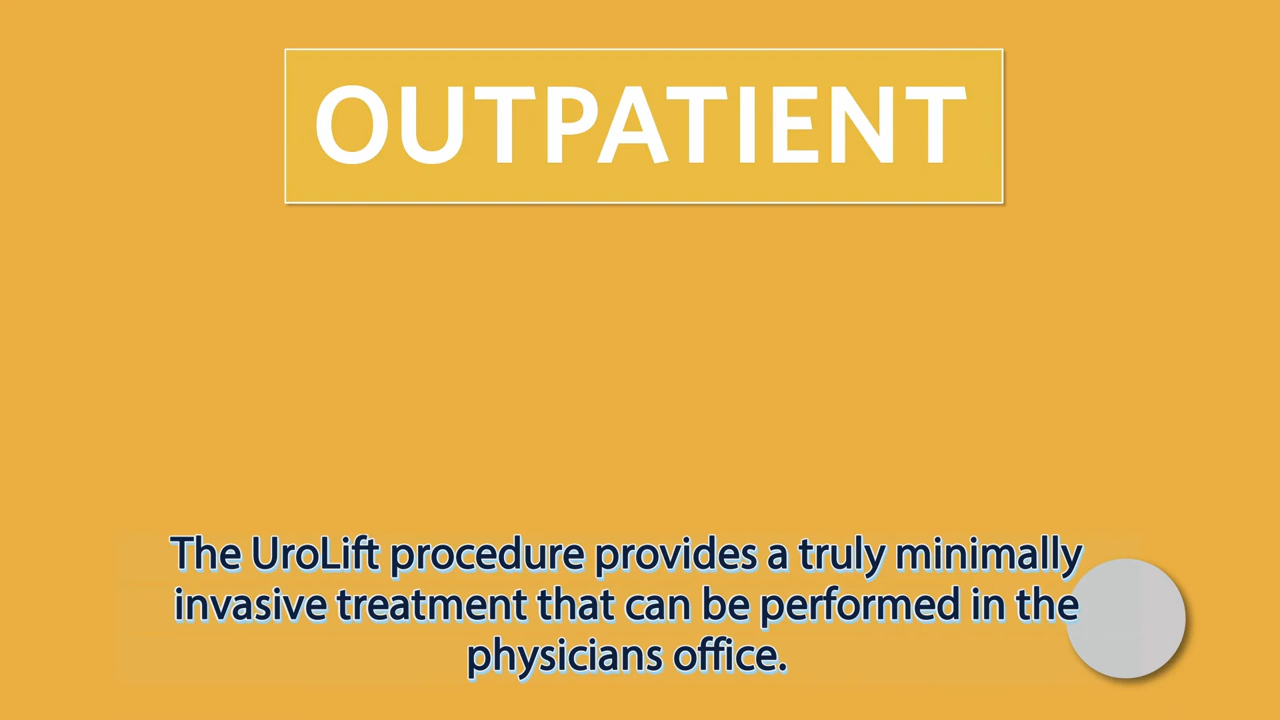 OUTPATIENT
The UroLift procedure provides a truly minimally
invasive treatment that can be performed in the
physicians office.